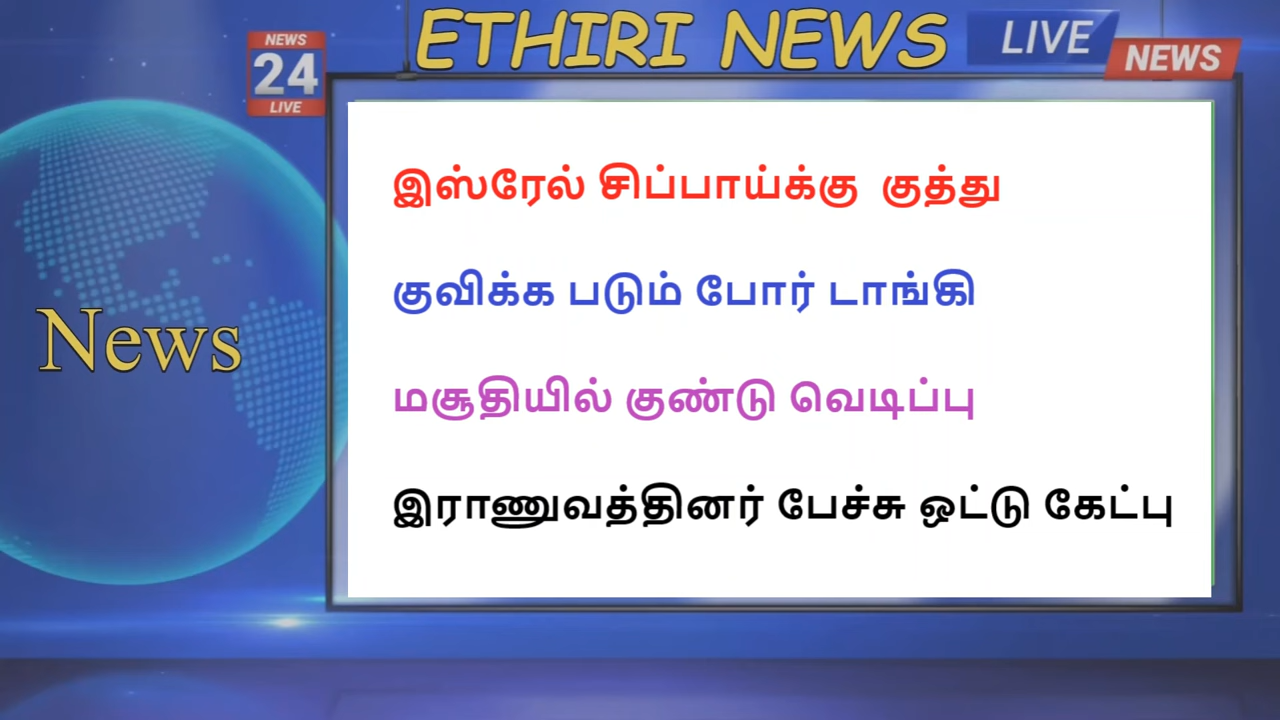 ETHIRI NEWS
LIVE
NEWS
NEWS
24
LIVE
News
இஸ்ரேல் சிப்பாய்க்கு  குத்து
குவிக்க படும் போர் டாங்கி
மசூதியில் குண்டு வெடிப்பு
இராணுவத்தினர் பேச்சு ஒட்டு கேட்பு